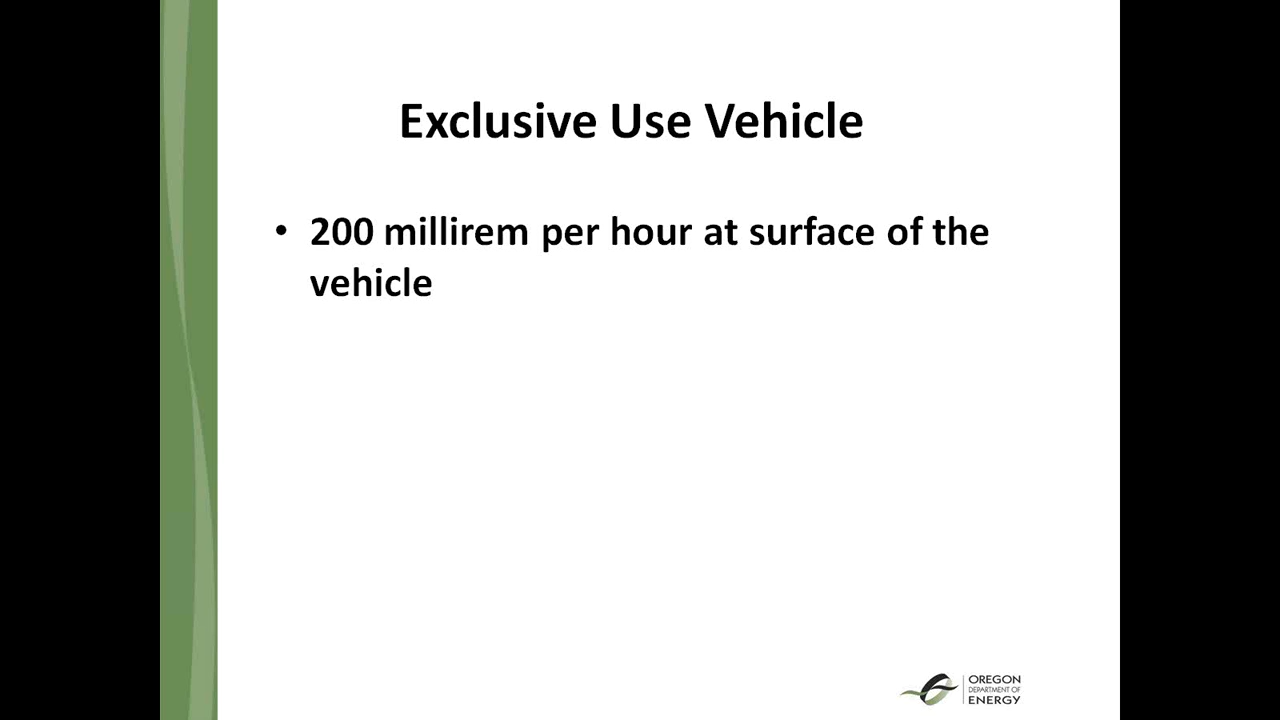 Exclusive Use Vehicle
• 200 millirem per hour at surface of the
vehicle
OREGON
DEPARTMENT OF
ENERGY